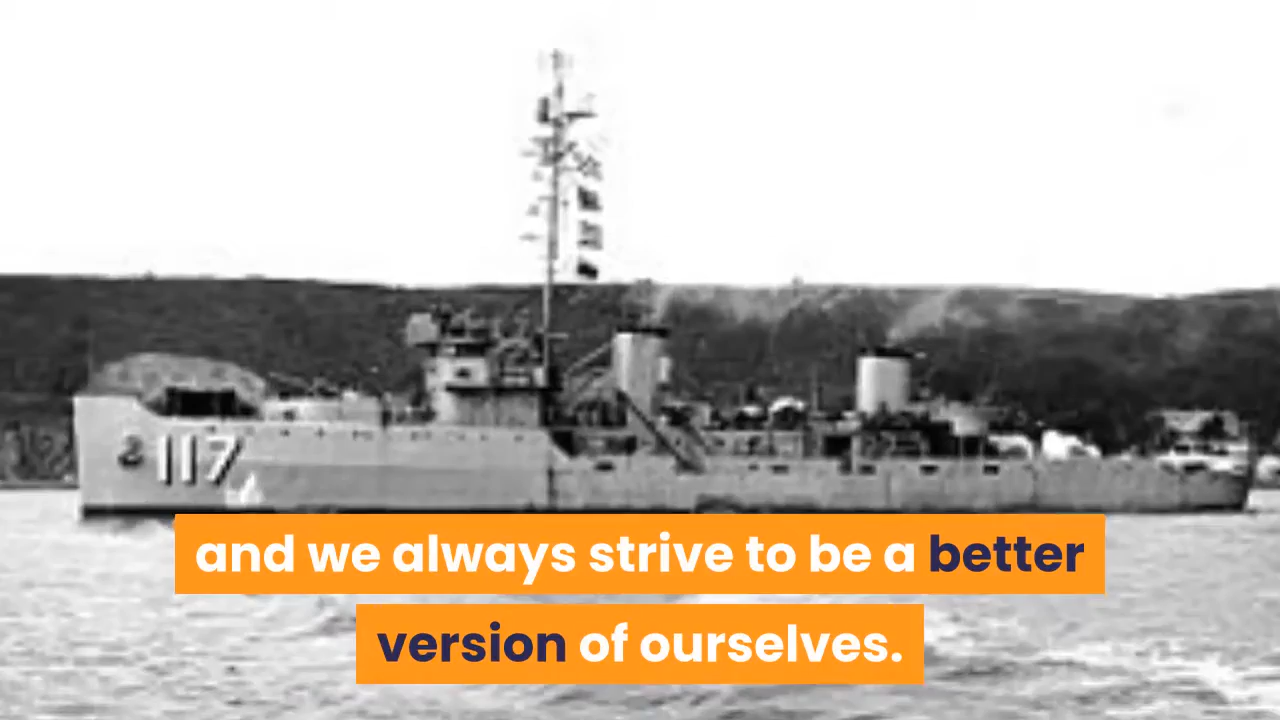 117
and we always strive to be a better
version of ourselves.